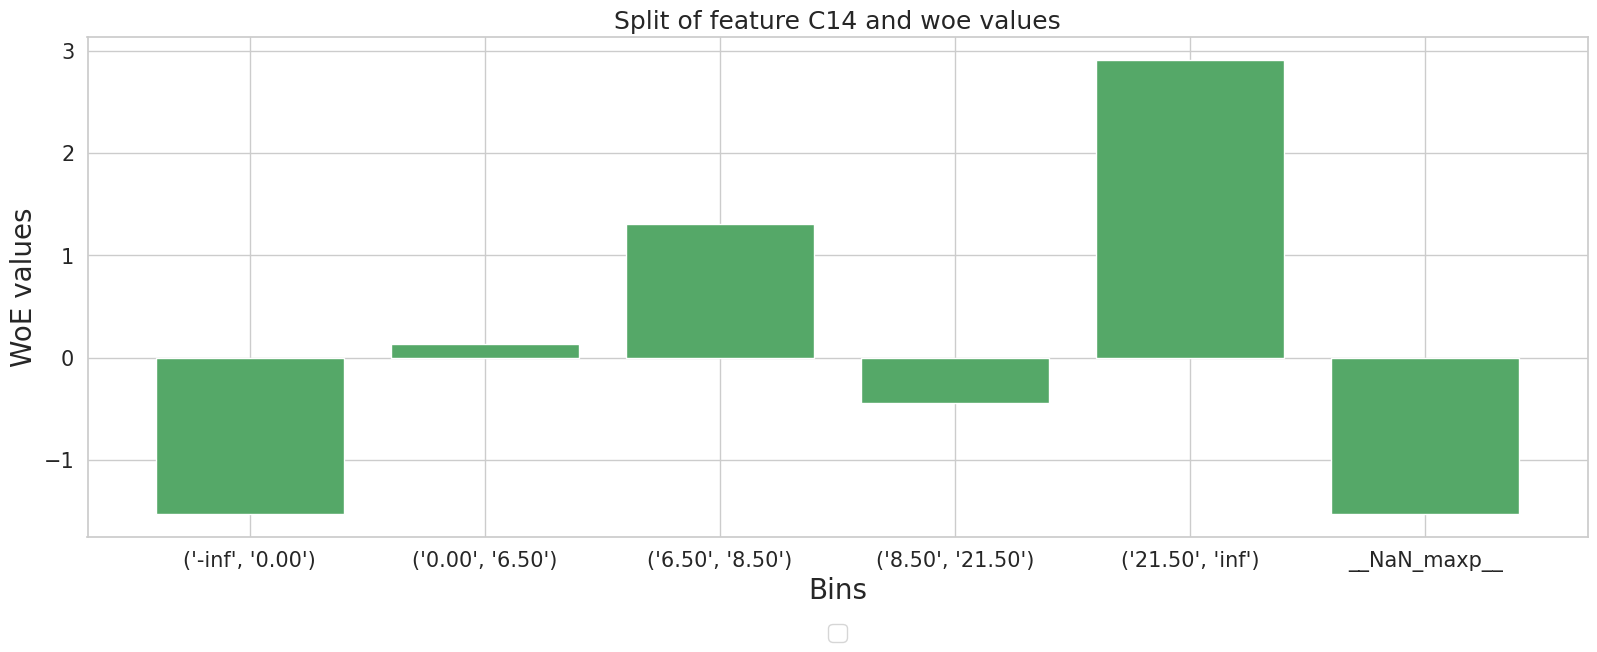 Split of feature C14 and woe values
WoE values
3
2
1
0
−1
('-inf', '0.00')
('0.00', '6.50')
('6.50', '8.50')
('8.50', '21.50')
('21.50', 'inf')
__NaN_maxp__
Bins